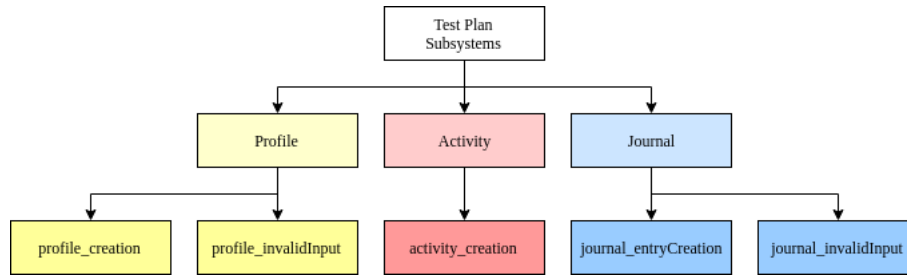 Test Plan
Subsystems
Profile
Activity
Journal
profile_creation
profile_invalidInput
activity_creation
journal_entryCreation
journal_invalidInput